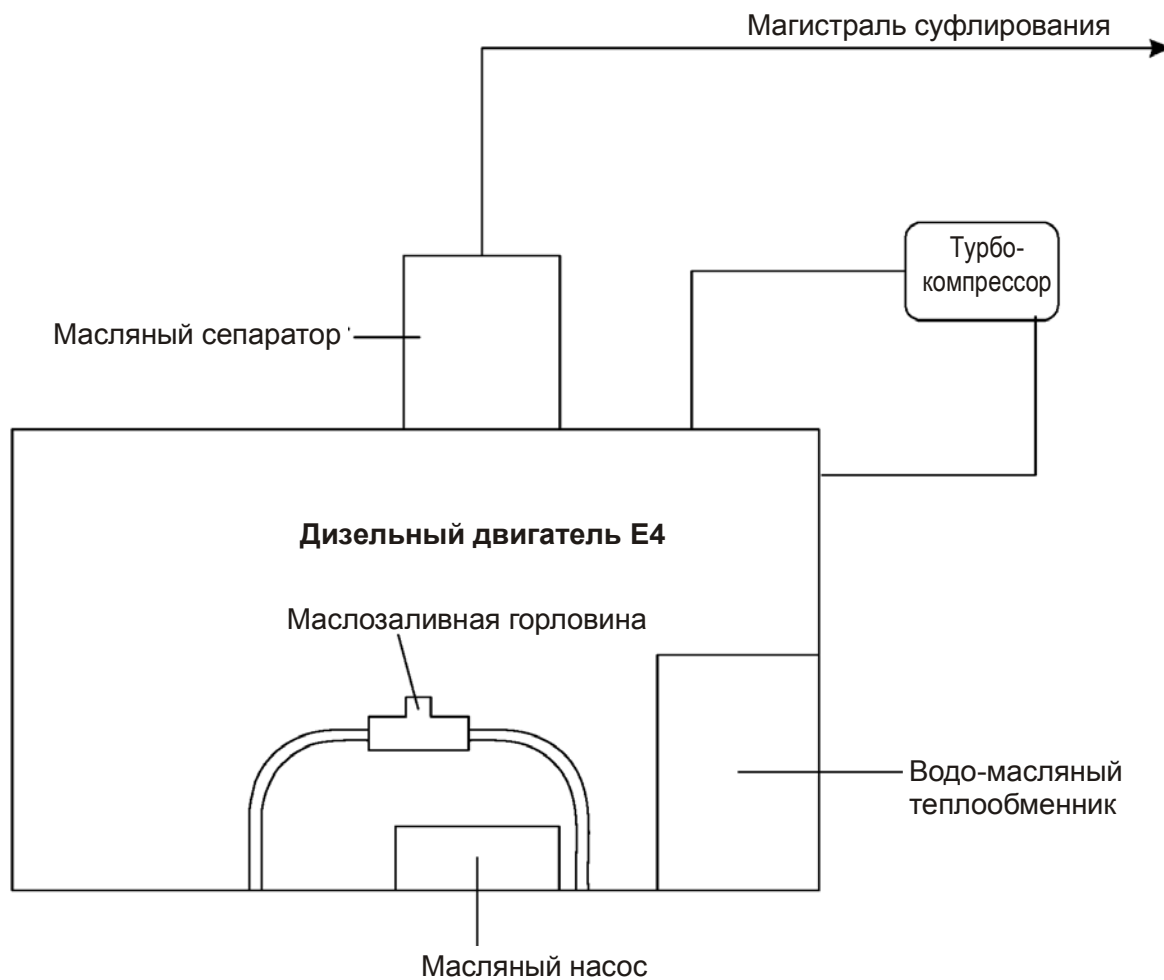 Магистраль суфлирования
Турбо-
компрессор
Масляный сепаратор
Дизельный двигатель Е4
Маслозаливная горловина
Водо-масляный
теплообменник
Масляный насос